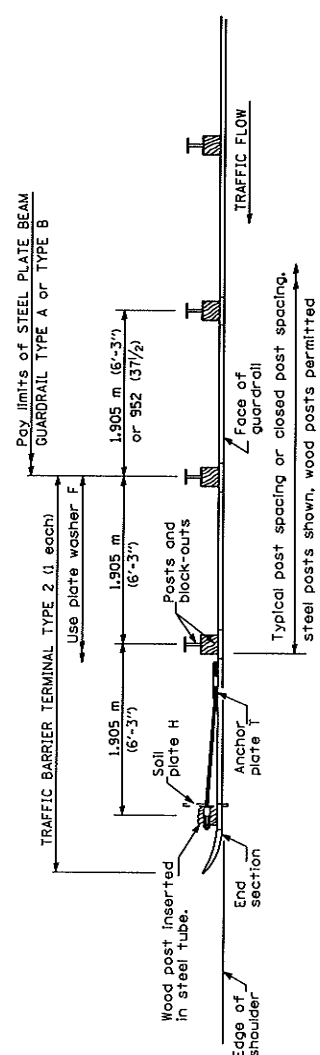 Pay limits of STEEL PLATE BEAM
GUARDRAIL TYPE A or TYPE B
TRAFFIC BARRIER TERMINAL TYPE 2 (1 each)
Use plate washer F
1.905 m
(6'-3")
1.905 m
(6'-3")
1.905 m (6'-3")
or 952 (37 1/2)
Wood post inserted
in steel tube.
Soil
plate H
Posts and
block-outs
Edge of
shoulder
End
section
Anchor
plate T
Face of
guardrail
TRAFFIC FLOW
Typical post spacing or closed post spacing.
steel posts shown, wood posts permitted